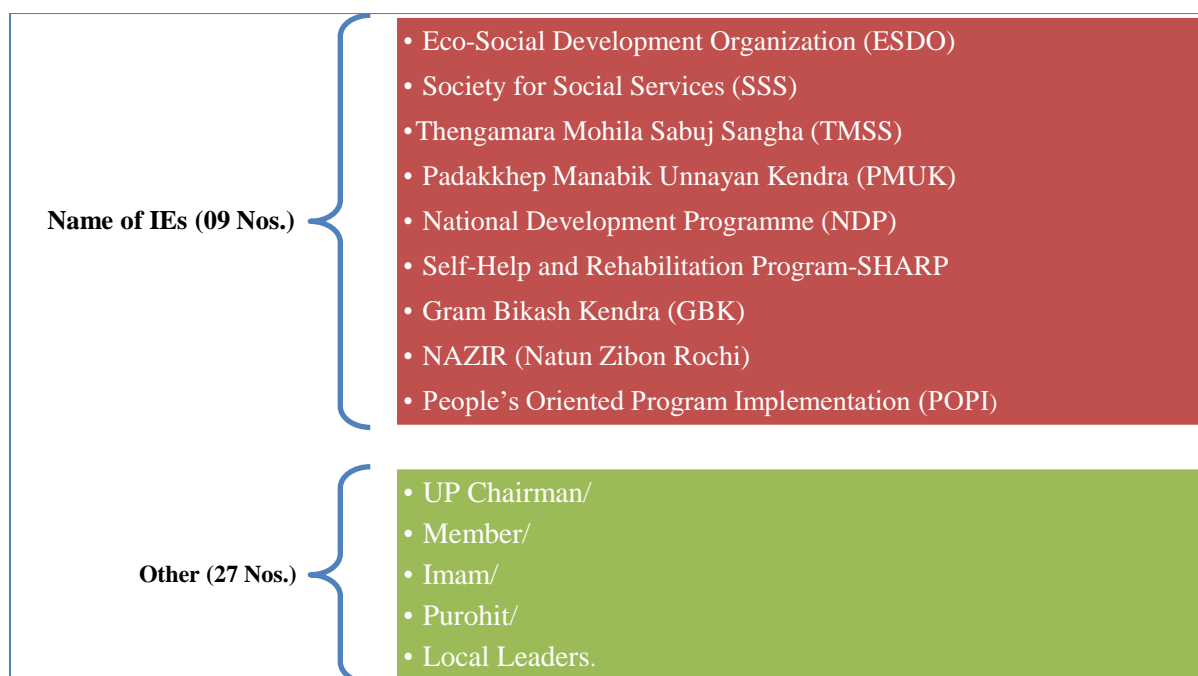 Name of IEs (09 Nos.)
• Eco-Social Development Organization (ESDO)
• Society for Social Services (SSS)
•Thengamara Mohila Sabuj Sangha (TMSS)
• Padakkhep Manabik Unnayan Kendra (PMUK)
• National Development Programme (NDP)
• Self-Help and Rehabilitation Program-SHARP
• Gram Bikash Kendra (GBK)
• NAZIR (Natun Zibon Rochi)
• People’s Oriented Program Implementation (POPI)
Other (27 Nos.)
• UP Chairman/
• Member/
• Imam/
• Purohit/
• Local Leaders.